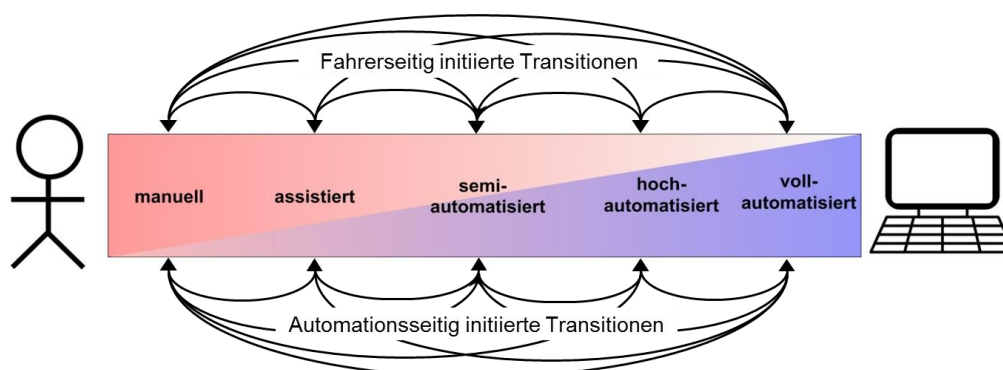 Fahrerseitig initiierte Transitionen
manuell
assistiert
semi-
automatisiert
hoch-
automatisiert
voll-
automatisiert
Automationsseitig initiierte Transitionen